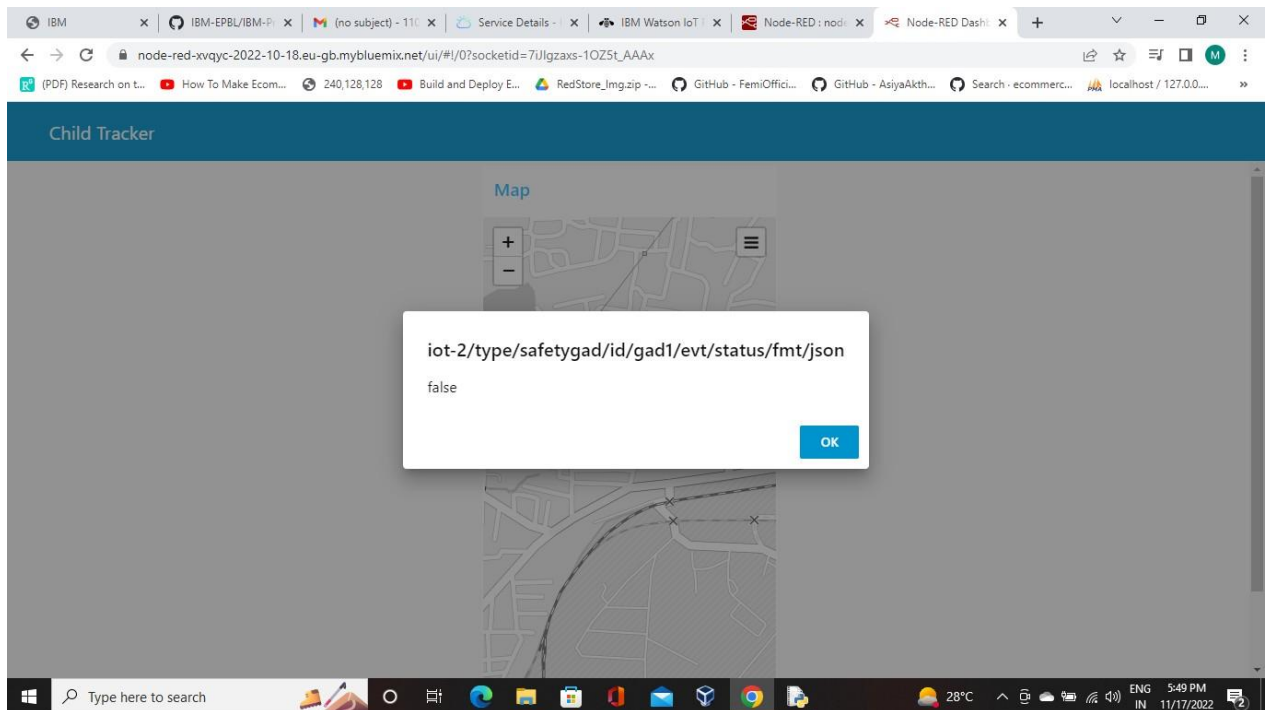 IBM
IBM-EPBL/IBM-Pr
(no subject) - 110
Service Details -
IBM Watson IoT
Node-RED : node
Node-RED Dash
node-red-xvqyc-2022-10-18.eu-gb.mybluemix.net/ui/#!/0?socketid=7iJIgzaxs-1OZ5t_AAAx
M
(PDF) Research on t...
How To Make Ecom...
240,128,128
Build and Deploy E...
RedStore_Img.zip -...
GitHub - FemiOffici...
GitHub - AsiyaAkth...
Search · ecommerc...
localhost / 127.0.0....
»
Child Tracker
Map
+
−
iot-2/type/safetygad/id/gad1/evt/status/fmt/json
false
OK
Type here to search
28°C
ENG
IN
5:49 PM
11/17/2022
2